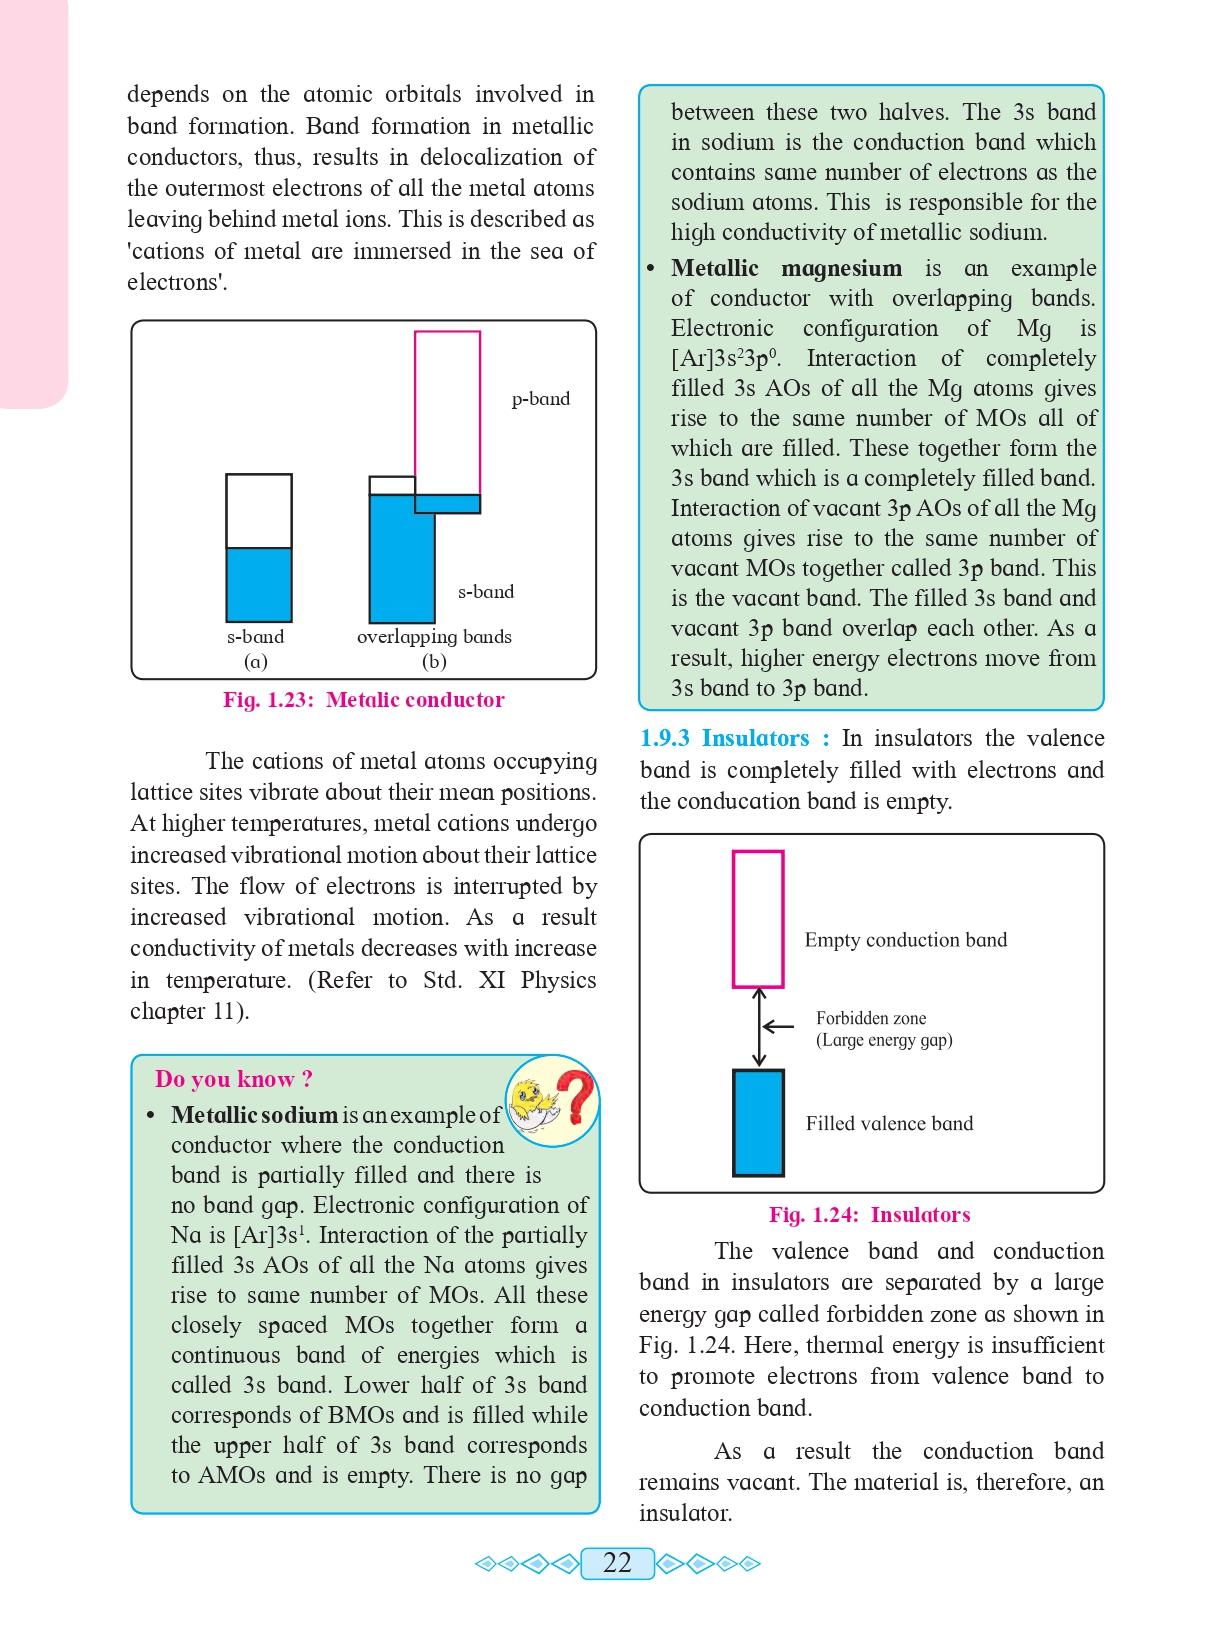 depends on the atomic orbitals involved in
band formation. Band formation in metallic
conductors, thus, results in delocalization of
the outermost electrons of all the metal atoms
leaving behind metal ions. This is described as
'cations of metal are immersed in the sea of
electrons'.
p-band
s-band
s-band
overlapping bands
(a)
(b)
Fig. 1.23: Metalic conductor
The cations of metal atoms occupying
lattice sites vibrate about their mean positions.
At higher temperatures, metal cations undergo
increased vibrational motion about their lattice
sites. The flow of electrons is interrupted by
increased vibrational motion. As a result
conductivity of metals decreases with increase
in temperature. (Refer to Std. XI Physics
chapter 11).
Do you know ?
• Metallic sodium is an example of
conductor where the conduction
band is partially filled and there is
no band gap. Electronic configuration of
Na is [Ar]3s¹. Interaction of the partially
filled 3s AOs of all the Na atoms gives
rise to same number of MOs. All these
closely spaced MOs together form a
continuous band of energies which is
called 3s band. Lower half of 3s band
corresponds of BMOs and is filled while
the upper half of 3s band corresponds
to AMOs and is empty. There is no gap
between these two halves. The 3s band
in sodium is the conduction band which
contains same number of electrons as the
sodium atoms. This is responsible for the
high conductivity of metallic sodium.
• Metallic magnesium is an example
of conductor with overlapping bands.
Electronic configuration of Mg is
[Ar]3s²3p⁰. Interaction of completely
filled 3s AOs of all the Mg atoms gives
rise to the same number of MOs all of
which are filled. These together form the
3s band which is a completely filled band.
Interaction of vacant 3p AOs of all the Mg
atoms gives rise to the same number of
vacant MOs together called 3p band. This
is the vacant band. The filled 3s band and
vacant 3p band overlap each other. As a
result, higher energy electrons move from
3s band to 3p band.
1.9.3 Insulators : In insulators the valence
band is completely filled with electrons and
the conducation band is empty.
Empty conduction band
Forbidden zone
(Large energy gap)
Filled valence band
Fig. 1.24: Insulators
The valence band and conduction
band in insulators are separated by a large
energy gap called forbidden zone as shown in
Fig. 1.24. Here, thermal energy is insufficient
to promote electrons from valence band to
conduction band.
As a result the conduction band
remains vacant. The material is, therefore, an
insulator.
22